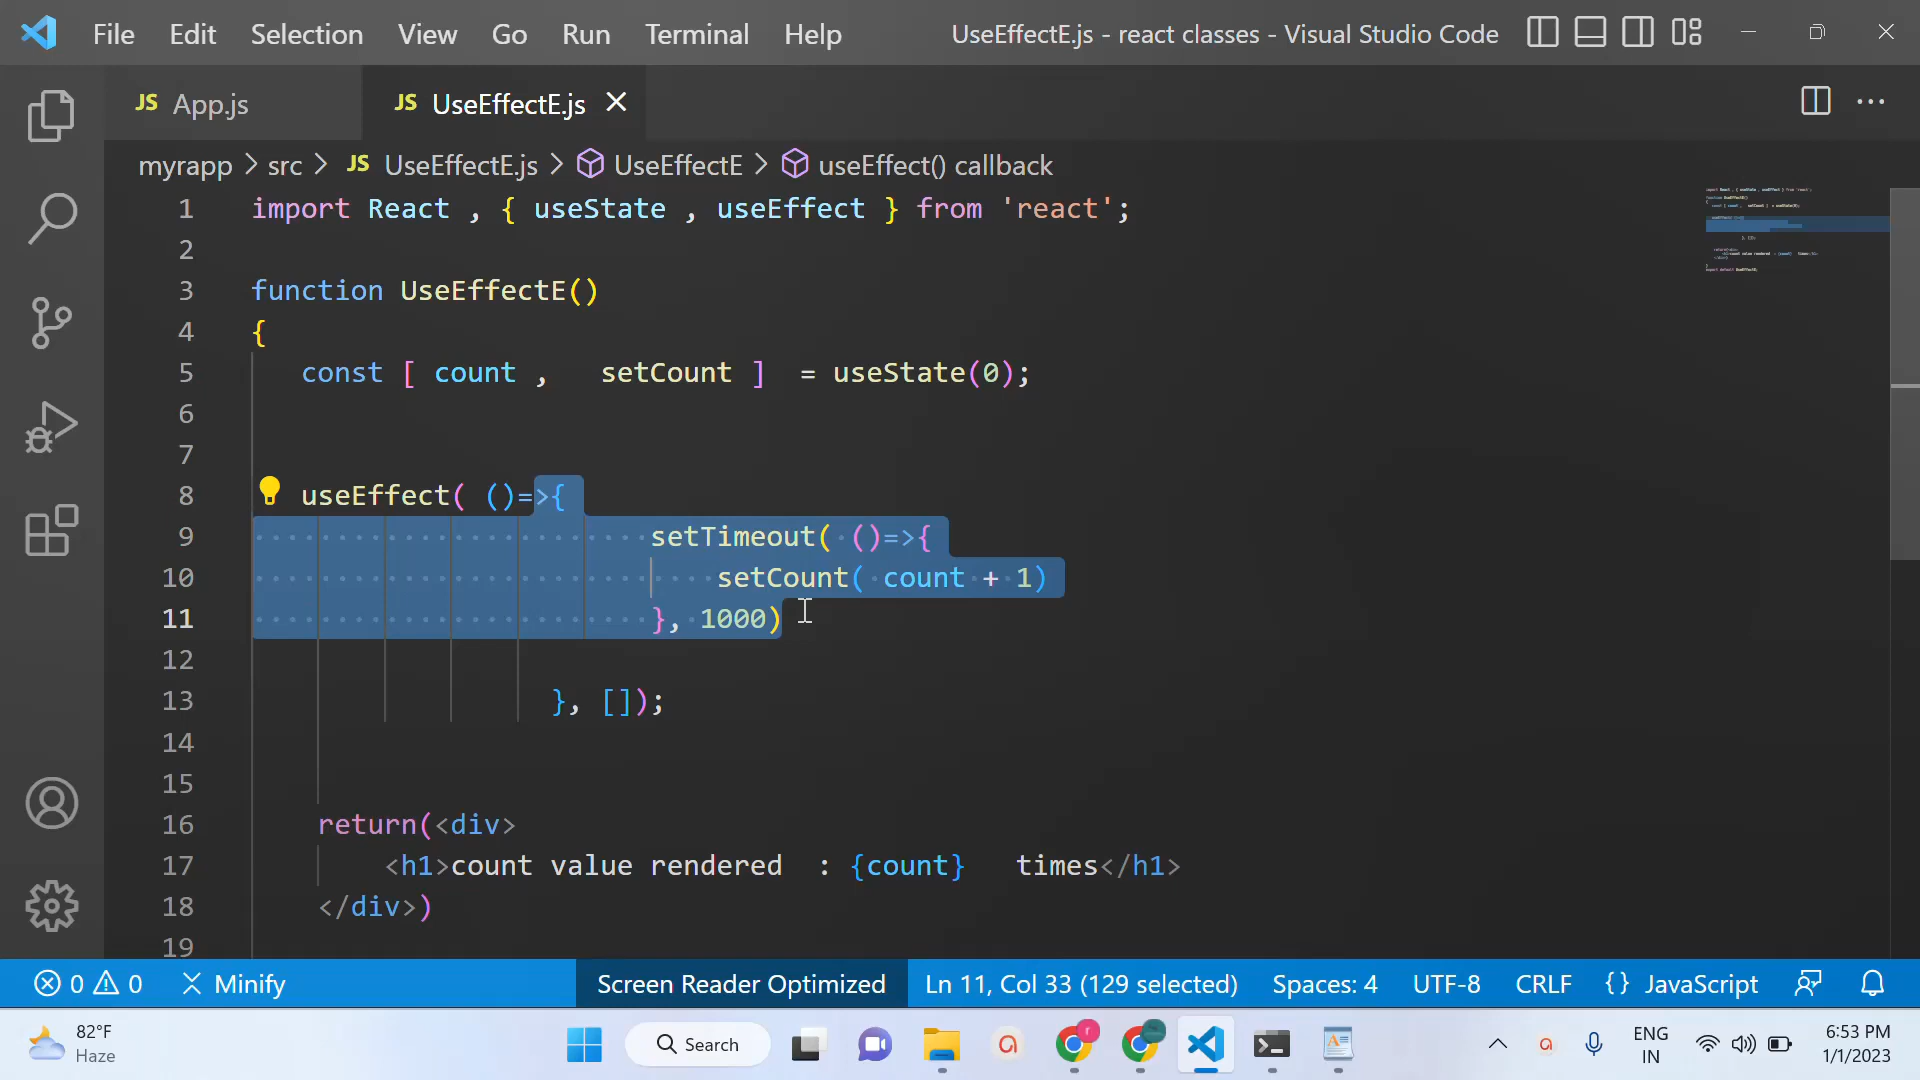 File Edit Selection View Go Run Terminal Help UseEffectE.js - react classes - Visual Studio Code
JS App.js JS UseEffectE.js
myrapp > src > JS UseEffectE.js > UseEffectE > useEffect() callback
1 import React , { useState , useEffect } from 'react';
2
3 function UseEffectE()
4 {
5 const [ count , setCount ] = useState(0);
6
7
8 useEffect( ()=>{
9 setTimeout( ()=>{
10 setCount( count + 1)
11 }, 1000)
12
13 }, []);
14
15
16 return(<div>
17 <h1>count value rendered : {count} times</h1>
18 </div>)
19
0 0 Minify Screen Reader Optimized Ln 11, Col 33 (129 selected) Spaces: 4 UTF-8 CRLF {} JavaScript
82°F
Haze
Search
ENG
IN
6:53 PM
1/1/2023